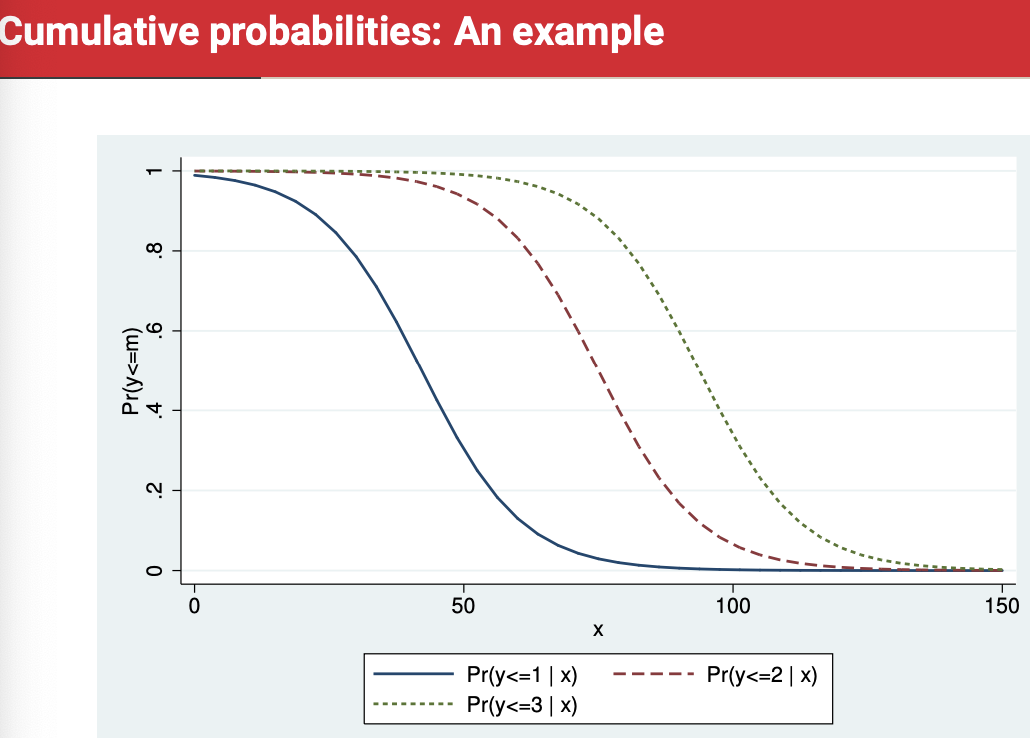 Cumulative probabilities: An example
1
.8
.6
.4
.2
0
Pr(y<=m)
0 50 100 150
x
Pr(y<=1 | x) Pr(y<=2 | x)
Pr(y<=3 | x)